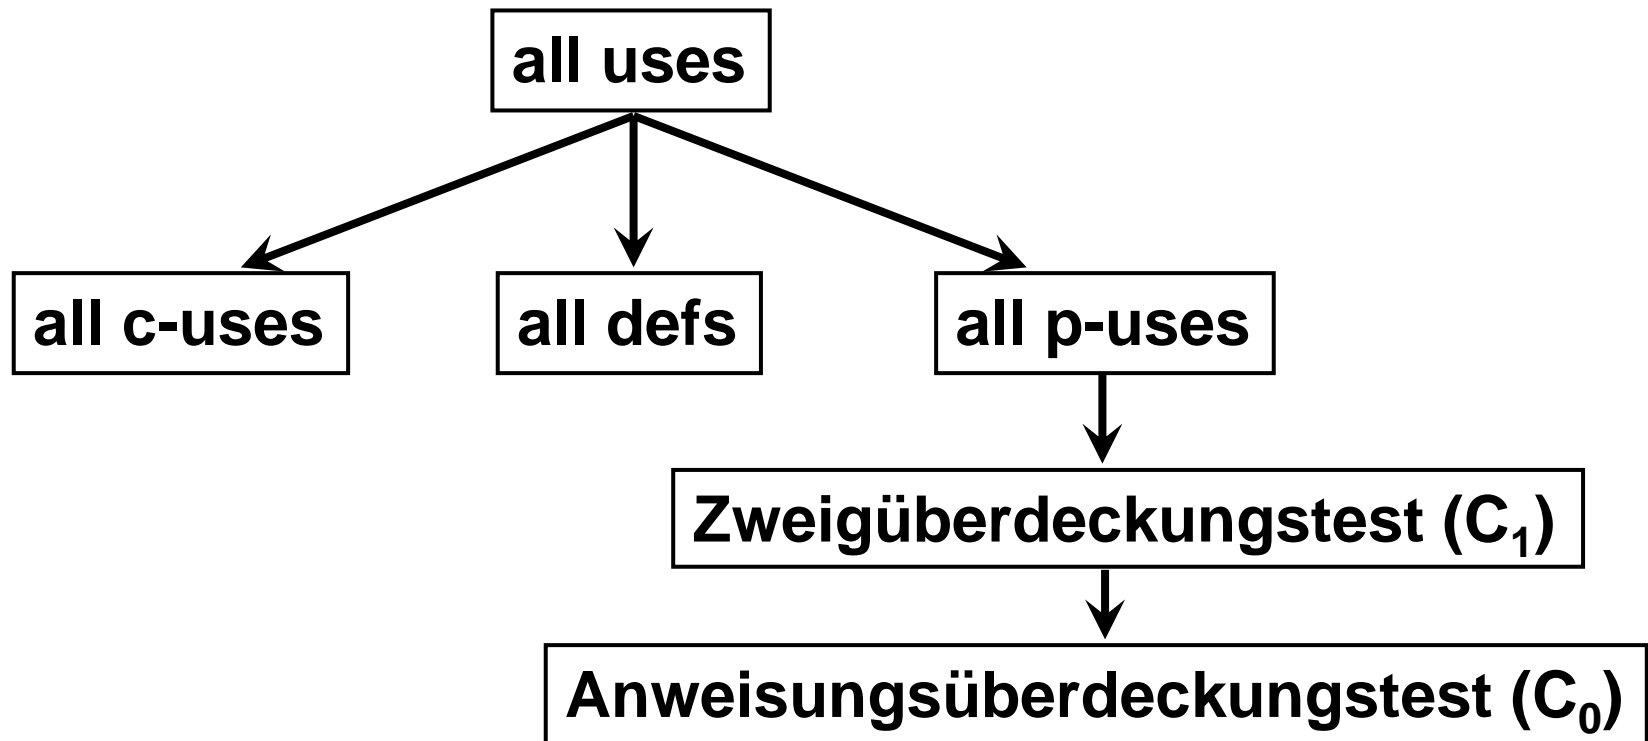 all uses
all c-uses
all defs
all p-uses
Zweigüberdeckungstest (C₁)
Anweisungsüberdeckungstest (C₀)